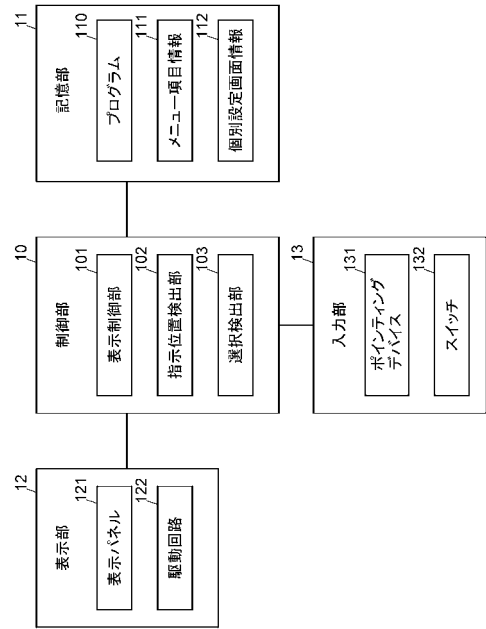 12
表示部
121
表示パネル
122
駆動回路
10
制御部
101
表示制御部
102
指示位置検出部
103
選択検出部
11
記憶部
110
プログラム
111
メニュー項目情報
112
個別設定画面情報
13
入力部
131
ポインティング
デバイス
132
スイッチ